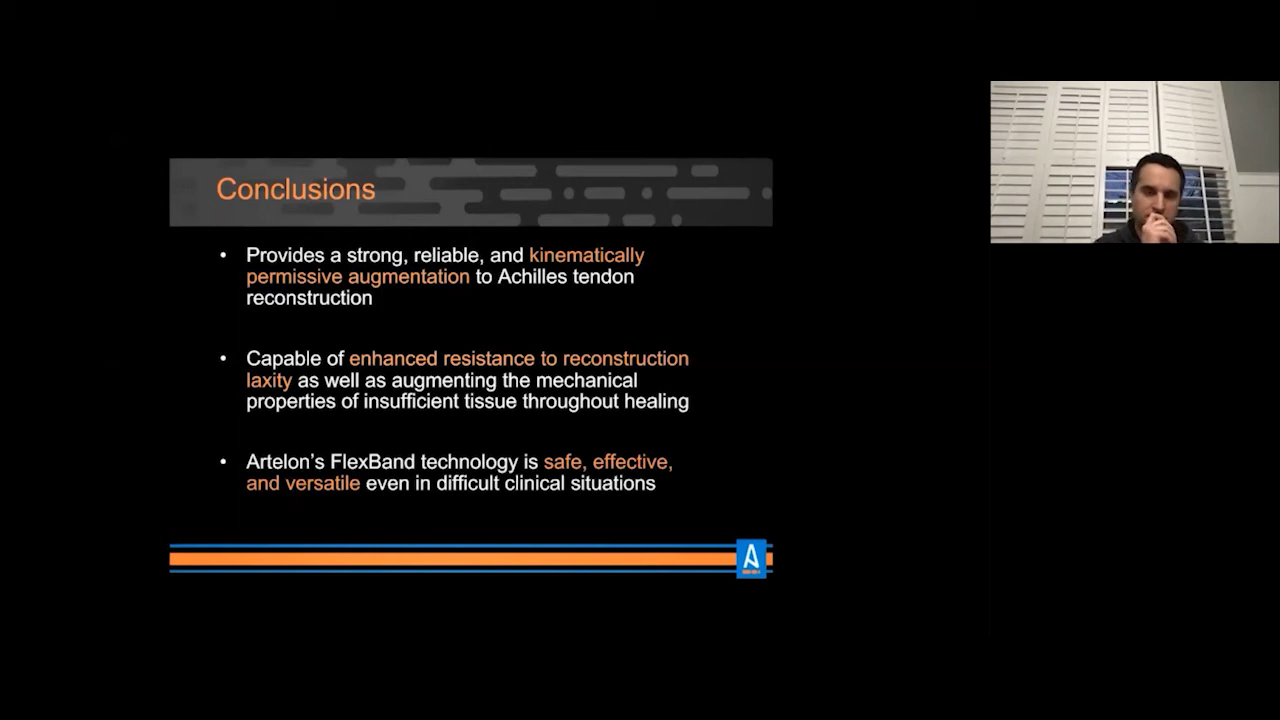 Conclusions
• Provides a strong, reliable, and kinematically
permissive augmentation to Achilles tendon
reconstruction
• Capable of enhanced resistance to reconstruction
laxity as well as augmenting the mechanical
properties of insufficient tissue throughout healing
• Artelon’s FlexBand technology is safe, effective,
and versatile even in difficult clinical situations
A